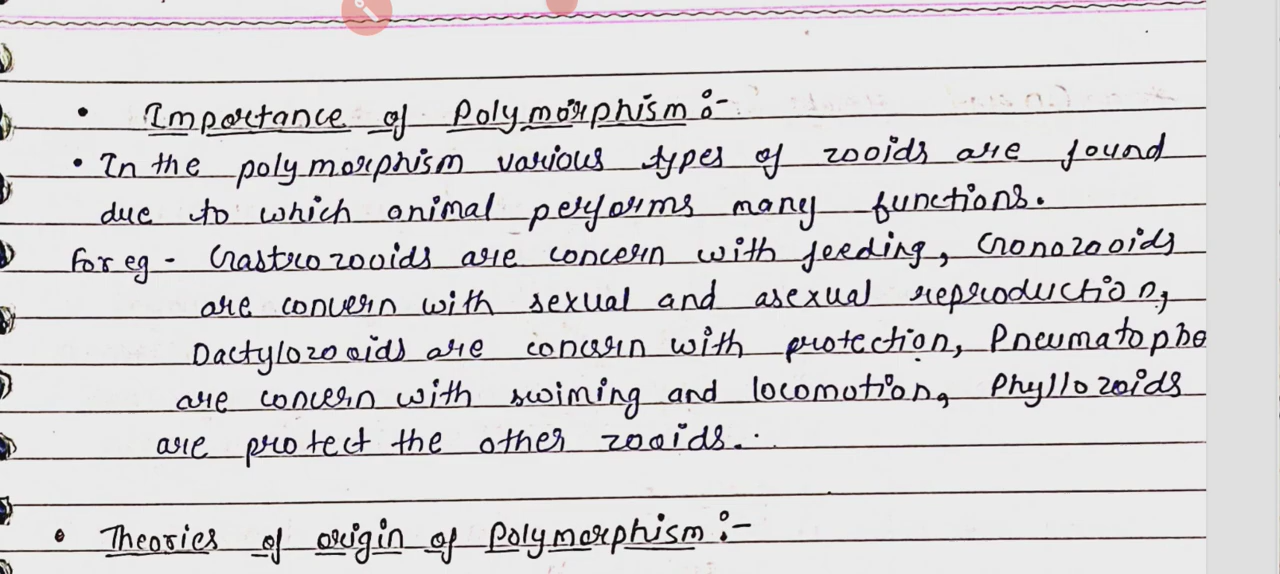 • Importance of Polymorphism :-
• In the polymorphism various types of zooids are found
due to which animal performs many functions.
for eg - Gastrozooids are concern with feeding, Gonozooids
are concern with sexual and asexual reproduction,
Dactylozooids are concern with protection, Pneumatopho
are concern with swiming and locomotion, Phyllozoids
are protect the other zooids.
• Theories of origin of Polymorphism :-